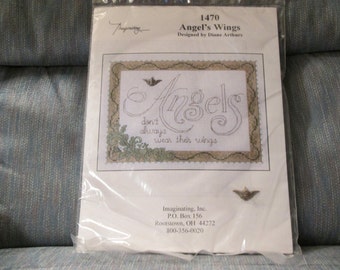 Imaginating
1470
Angel's Wings
Designed by Diane Arthurs
Angels
don't
always
wear their wings
Imaginating, Inc.
P.O. Box 156
Rootstown, OH 44272
800-356-0020